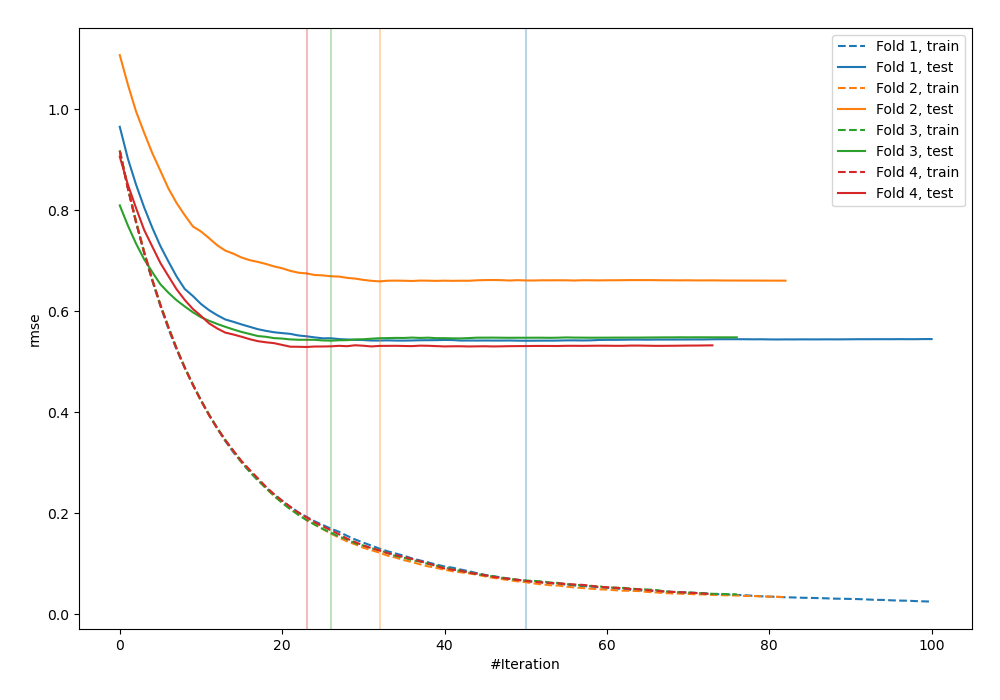 Fold 1, train
Fold 1, test
Fold 2, train
Fold 2, test
Fold 3, train
Fold 3, test
Fold 4, train
Fold 4, test
rmse
1.0
0.8
0.6
0.4
0.2
0.0
0 20 40 60 80 100
#Iteration